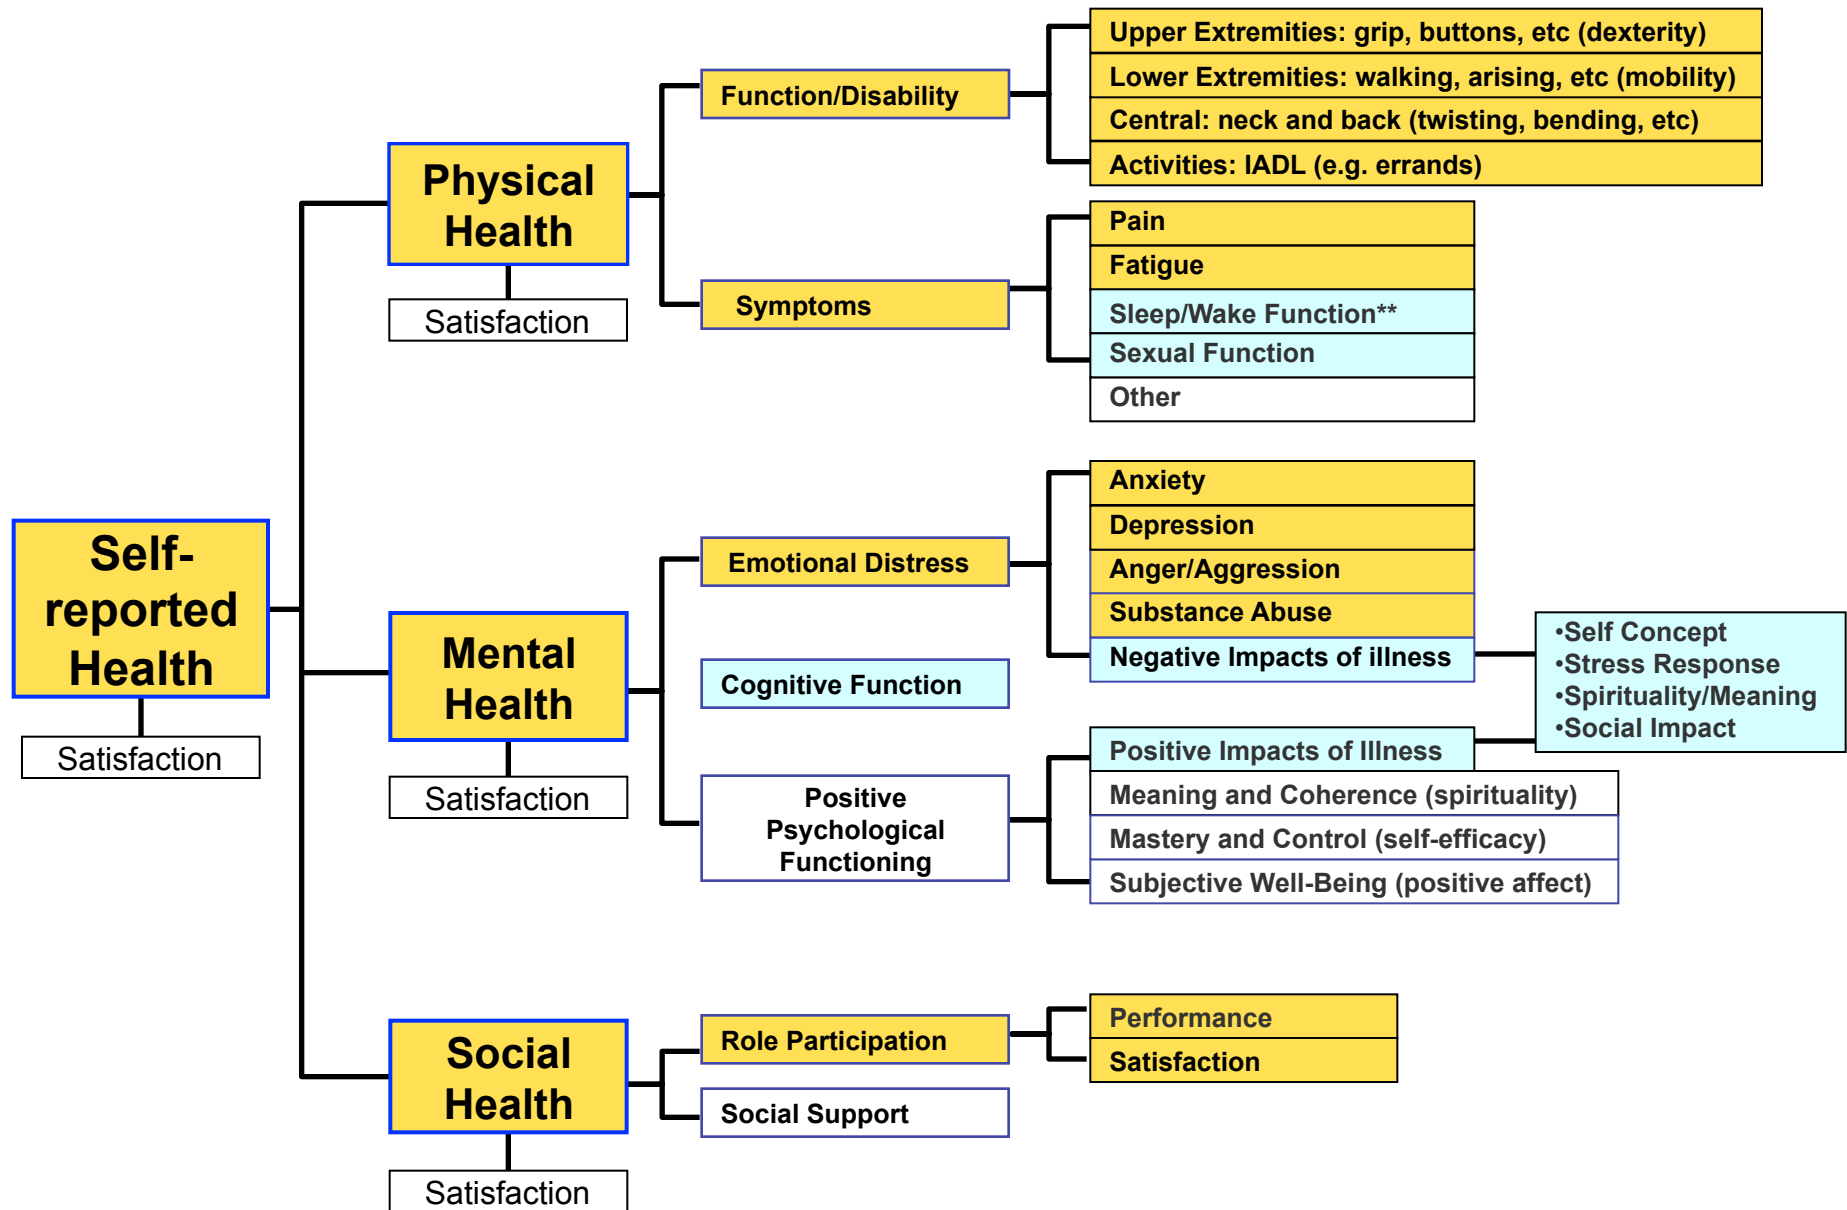 Self-
reported
Health
Satisfaction
Physical
Health
Satisfaction
Function/Disability
Upper Extremities: grip, buttons, etc (dexterity)
Lower Extremities: walking, arising, etc (mobility)
Central: neck and back (twisting, bending, etc)
Activities: IADL (e.g. errands)
Symptoms
Pain
Fatigue
Sleep/Wake Function**
Sexual Function
Other
Mental
Health
Satisfaction
Emotional Distress
Anxiety
Depression
Anger/Aggression
Substance Abuse
Negative Impacts of illness
•Self Concept
•Stress Response
•Spirituality/Meaning
•Social Impact
Cognitive Function
Positive
Psychological
Functioning
Positive Impacts of Illness
Meaning and Coherence (spirituality)
Mastery and Control (self-efficacy)
Subjective Well-Being (positive affect)
Social
Health
Satisfaction
Role Participation
Performance
Satisfaction
Social Support